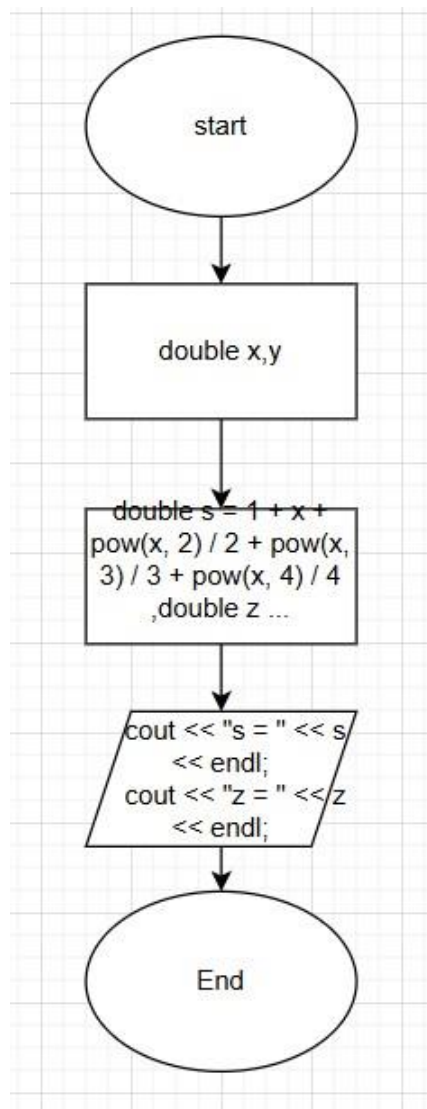 start
double x,y
double s = 1 + x +
pow(x, 2) / 2 + pow(x,
3) / 3 + pow(x, 4) / 4
,double z ...
cout << "s = " << s
<< endl;
cout << "z = " << z
<< endl;
End